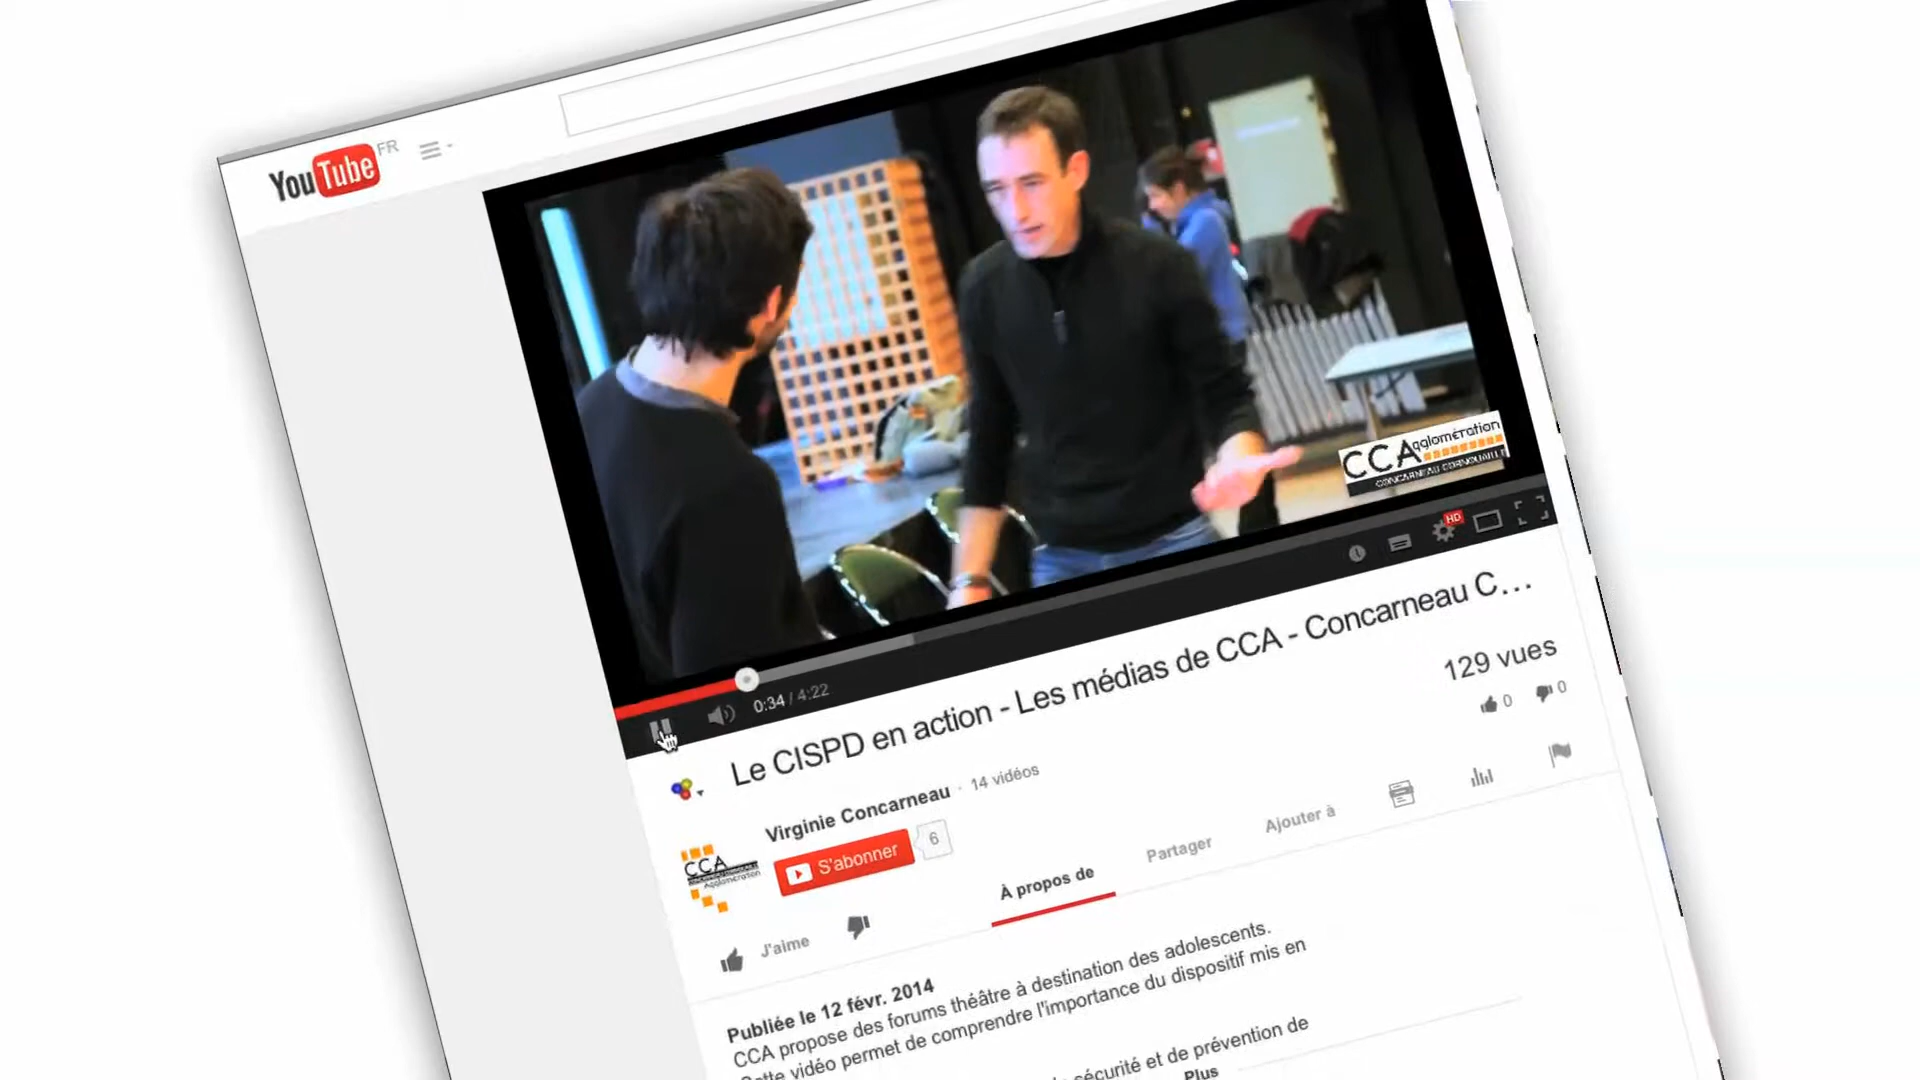 YouTube FR
CCAgglomération
CONCARNEAU CORNOUAILLE
HD
0:34 / 4:22
Le CISPD en action - Les médias de CCA - Concarneau C...
129 vues
0 0
Virginie Concarneau · 14 vidéos
S'abonner 6
CCA
Agglomération
J'aime
À propos de
Partager
Ajouter à
Publiée le 12 févr. 2014
CCA propose des forums théâtre à destination des adolescents.
Cette vidéo permet de comprendre l'importance du dispositif mis en
sécurité et de prévention de
Plus